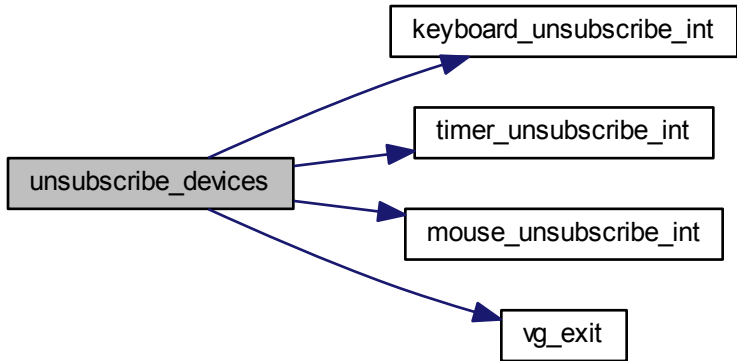 keyboard_unsubscribe_int
timer_unsubscribe_int
unsubscribe_devices
mouse_unsubscribe_int
vg_exit